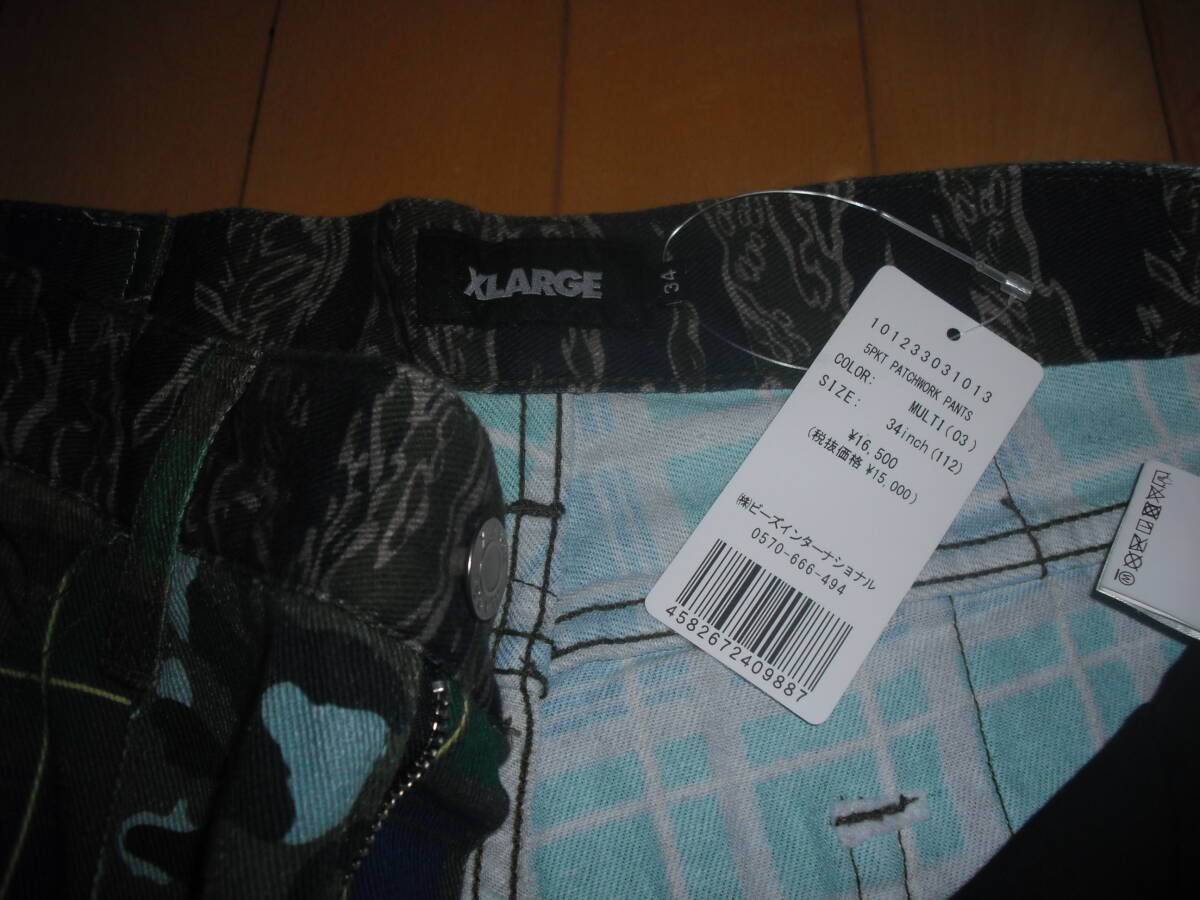 XLARGE
34
101233031013
5PKT PATCHWORK PANTS
COLOR: MULTI(03)
SIZE: 34inch(112)
¥16,500
(税抜価格 ¥15,000)
㈱ビーズインターナショナル
0570-666-494
4582672409887